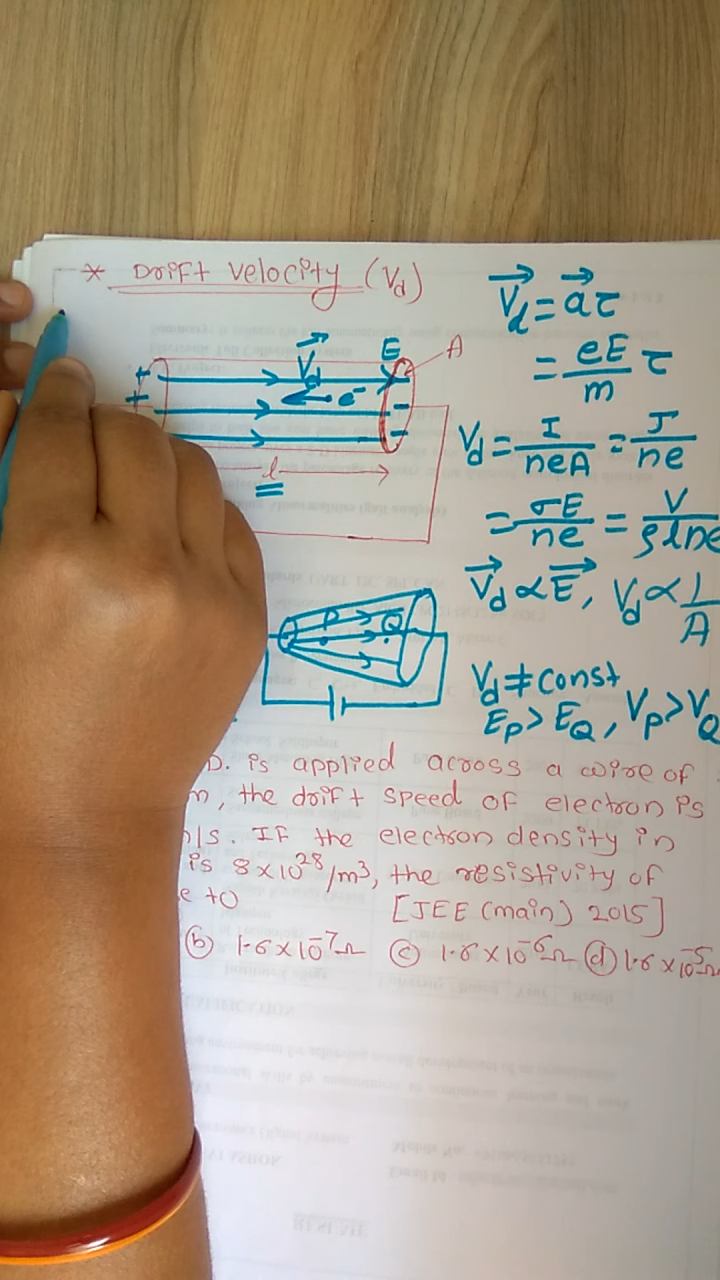 * Drift velocity (Vd)
Vd = aτ
= eE/m τ
Vd = I/neA = J/ne
= σE/ne = V/ρlne
Vd ∝ E, Vd ∝ 1/A
Vd ≠ const
EP > EQ, VP > VQ
+
+
Vd
e⁻
E
A
-
-
-
l
P
Q
D. is applied across a wire of
m, the drift speed of electron is
m/s. If the electron density in
is 8×10²⁸/m³, the resistivity of
e to
[JEE (main) 2015]
(b) 1.6×10⁻⁷Ω (c) 1.6×10⁻⁶Ω (d) 1.6×10⁻⁵Ω